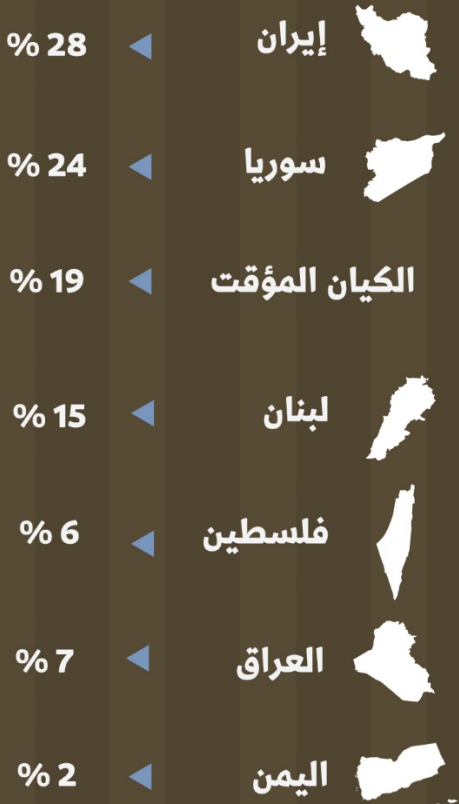 إيران 28 %
سوريا 24 %
الكيان المؤقت 19 %
لبنان 15 %
فلسطين 6 %
العراق 7 %
اليمن 2 %